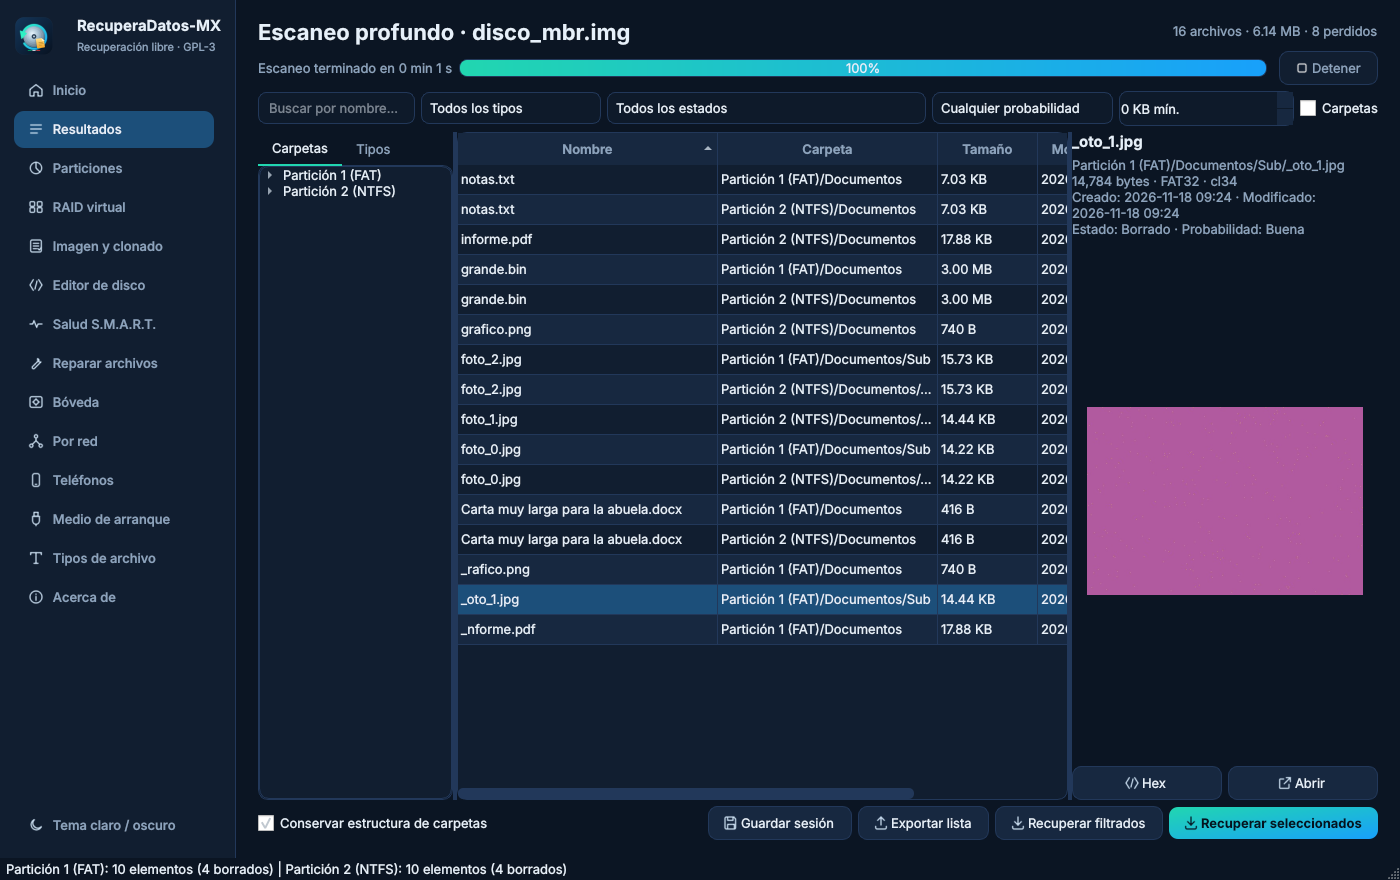 RecuperaDatos-MX
Recuperación libre · GPL-3
Inicio
Resultados
Particiones
RAID virtual
Imagen y clonado
Editor de disco
Salud S.M.A.R.T.
Reparar archivos
Bóveda
Por red
Teléfonos
Medio de arranque
Tipos de archivo
Acerca de
Tema claro / oscuro
Escaneo profundo · disco_mbr.img
16 archivos · 6.14 MB · 8 perdidos
Escaneo terminado en 0 min 1 s 100% Detener
Buscar por nombre... Todos los tipos Todos los estados Cualquier probabilidad 0 KB mín. Carpetas
Carpetas Tipos
Partición 1 (FAT)
Partición 2 (NTFS)
Nombre Carpeta Tamaño
notas.txt Partición 1 (FAT)/Documentos 7.03 KB
notas.txt Partición 2 (NTFS)/Documentos 7.03 KB
informe.pdf Partición 2 (NTFS)/Documentos 17.88 KB
grande.bin Partición 1 (FAT)/Documentos 3.00 MB
grande.bin Partición 2 (NTFS)/Documentos 3.00 MB
grafico.png Partición 2 (NTFS)/Documentos 740 B
foto_2.jpg Partición 1 (FAT)/Documentos/Sub 15.73 KB
foto_2.jpg Partición 2 (NTFS)/Documentos/... 15.73 KB
foto_1.jpg Partición 2 (NTFS)/Documentos/... 14.44 KB
foto_0.jpg Partición 1 (FAT)/Documentos/Sub 14.22 KB
foto_0.jpg Partición 2 (NTFS)/Documentos/... 14.22 KB
Carta muy larga para la abuela.docx Partición 1 (FAT)/Documentos 416 B
Carta muy larga para la abuela.docx Partición 2 (NTFS)/Documentos 416 B
_rafico.png Partición 1 (FAT)/Documentos 740 B
_oto_1.jpg Partición 1 (FAT)/Documentos/Sub 14.44 KB
_nforme.pdf Partición 1 (FAT)/Documentos 17.88 KB
_oto_1.jpg
Partición 1 (FAT)/Documentos/Sub/_oto_1.jpg
14,784 bytes · FAT32 · cl34
Creado: 2026-11-18 09:24 · Modificado:
2026-11-18 09:24
Estado: Borrado · Probabilidad: Buena
Hex Abrir
Conservar estructura de carpetas Guardar sesión Exportar lista Recuperar filtrados Recuperar seleccionados
Partición 1 (FAT): 10 elementos (4 borrados) | Partición 2 (NTFS): 10 elementos (4 borrados)